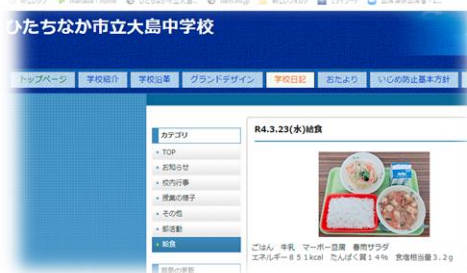 ひたちなか市立大島中学校
トップページ 学校紹介 学校沿革 グランドデザイン 学校日記 おたより いじめ防止基本方針
カテゴリ
TOP
お知らせ
校内行事
授業の様子
その他
部活動
給食
最新の更新
R4.3.23(水)給食
ごはん 牛乳 マーボー豆腐 春雨サラダ
エネルギー851kcal たんぱく質14% 食塩相当量3.2g